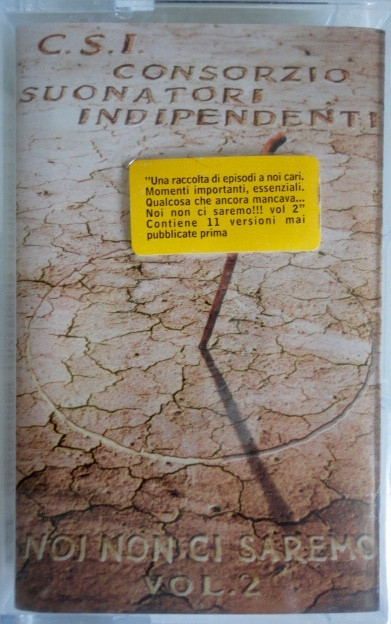 C.S.I.
CONSORZIO
SUONATORI
INDIPENDENTI
"Una raccolta di episodi a noi cari.
Momenti importanti, essenziali.
Qualcosa che ancora mancava...
Noi non ci saremo!!! vol 2"
Contiene 11 versioni mai
pubblicate prima
NOI NON CI SAREMO
VOL.2